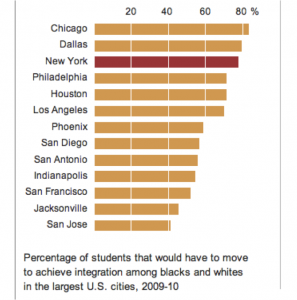 20 40 60 80 %
Chicago
Dallas
New York
Philadelphia
Houston
Los Angeles
Phoenix
San Diego
San Antonio
Indianapolis
San Francisco
Jacksonville
San Jose
Percentage of students that would have to move
to achieve integration among blacks and whites
in the largest U.S. cities, 2009-10